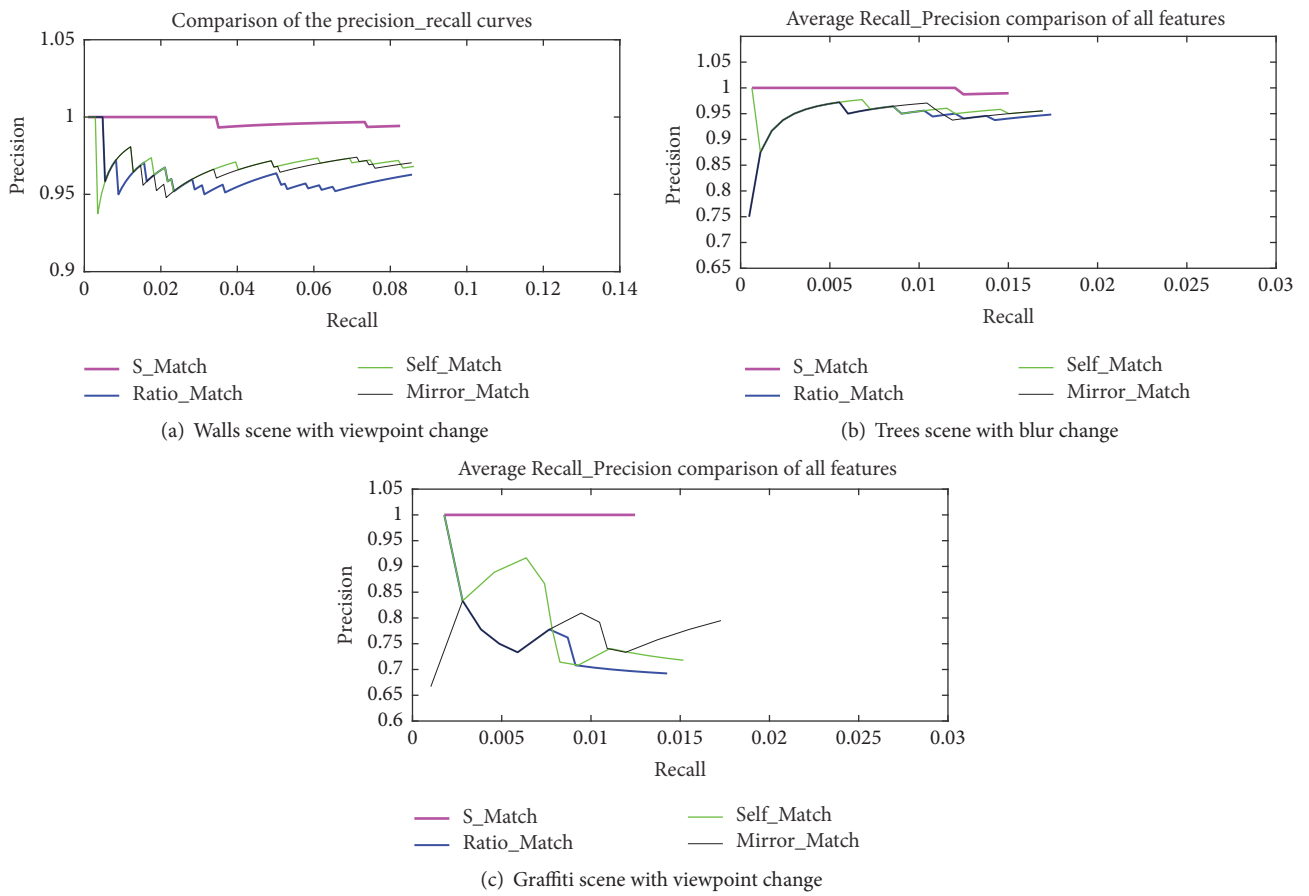 Comparison of the precision_recall curves
1.05
1
0.95
0.9
Precision
0 0.02 0.04 0.06 0.08 0.1 0.12 0.14
Recall
S_Match
Ratio_Match
Self_Match
Mirror_Match
(a) Walls scene with viewpoint change
Average Recall_Precision comparison of all features
1.05
1
0.95
0.9
0.85
0.8
0.75
0.7
0.65
Precision
0 0.005 0.01 0.015 0.02 0.025 0.03
Recall
S_Match
Ratio_Match
Self_Match
Mirror_Match
(b) Trees scene with blur change
Average Recall_Precision comparison of all features
1.05
1
0.95
0.9
0.85
0.8
0.75
0.7
0.65
0.6
Precision
0 0.005 0.01 0.015 0.02 0.025 0.03
Recall
S_Match
Ratio_Match
Self_Match
Mirror_Match
(c) Graffiti scene with viewpoint change